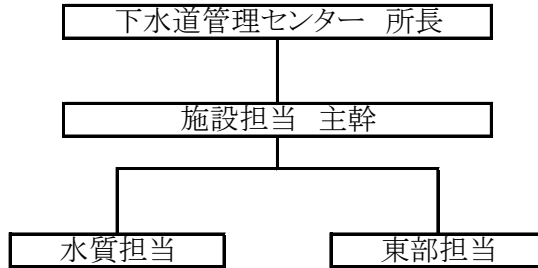 下水道管理センター　所長
施設担当　主幹
水質担当
東部担当